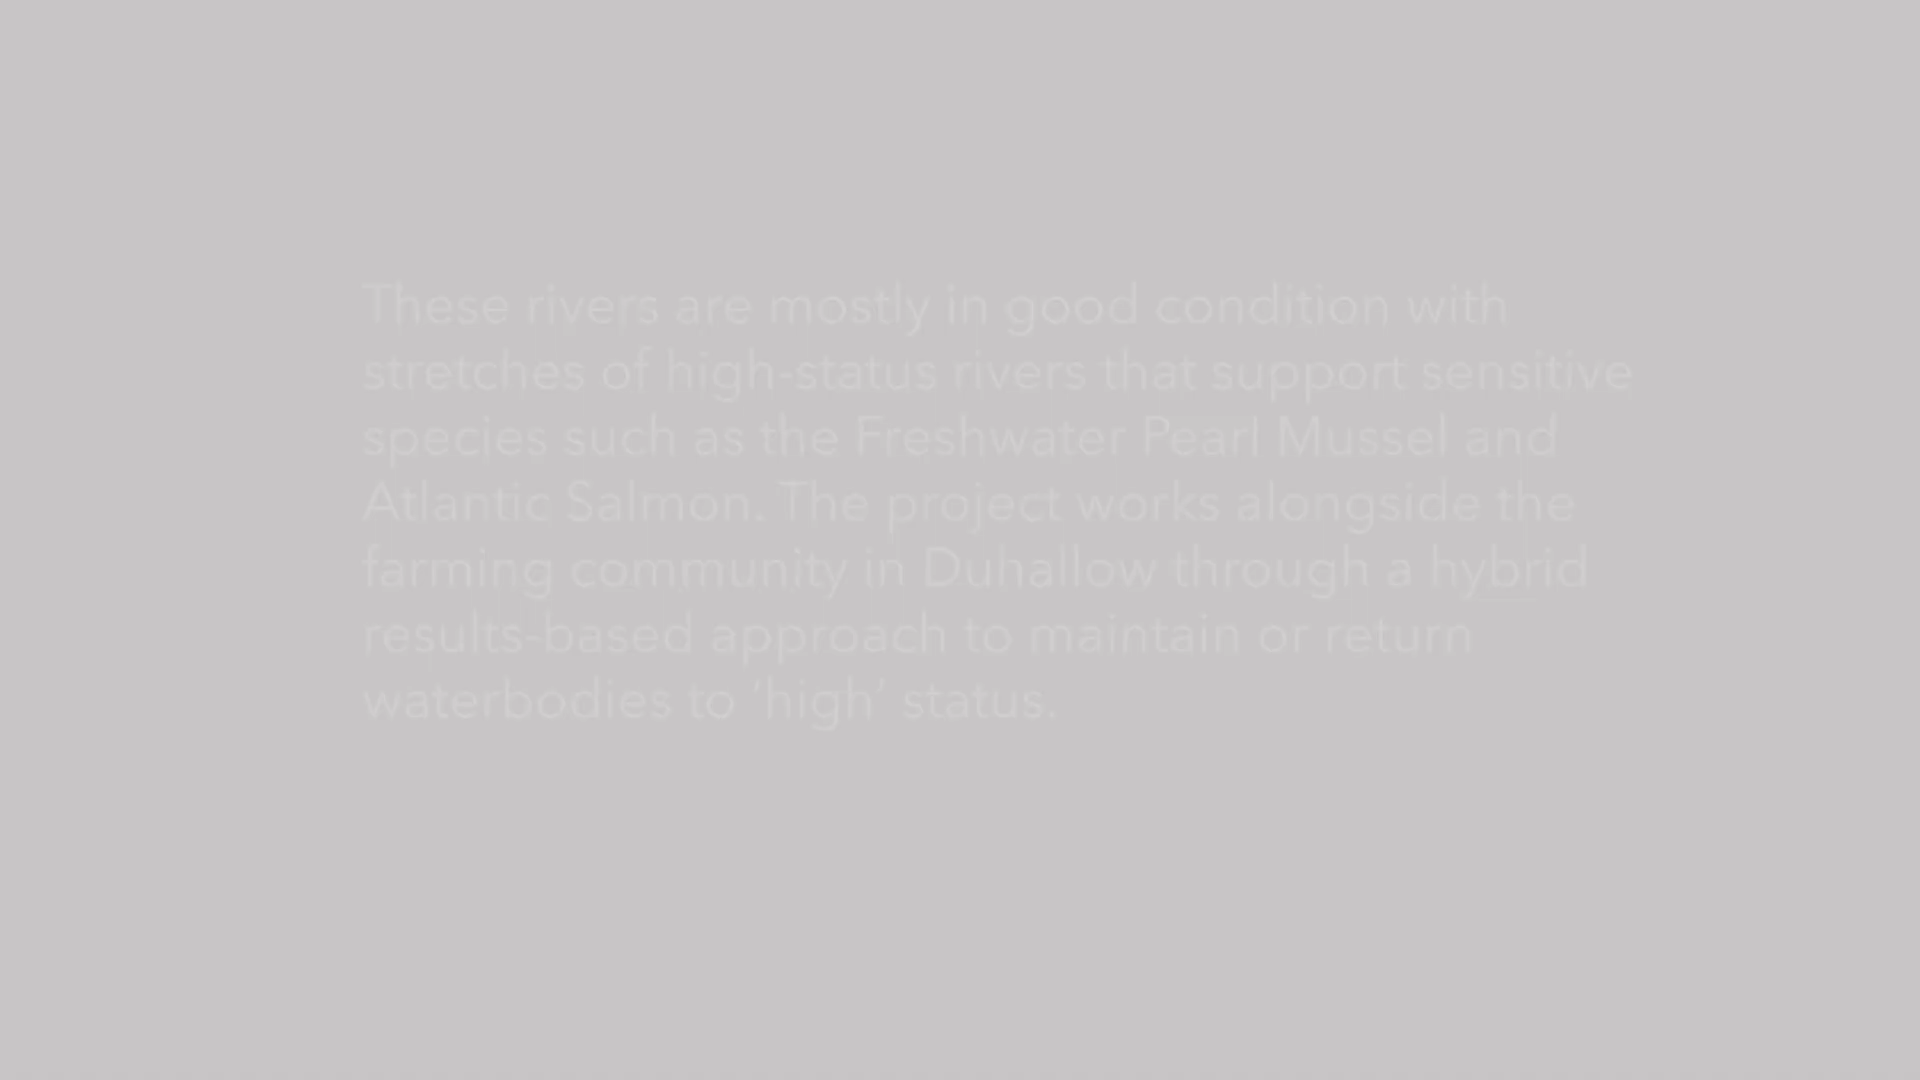 These rivers are mostly in good condition with
stretches of high-status rivers that support sensitive
species such as the Freshwater Pearl Mussel and
Atlantic Salmon. The project works alongside the
farming community in Duhallow through a hybrid
results-based approach to maintain or return
waterbodies to ‘high’ status.